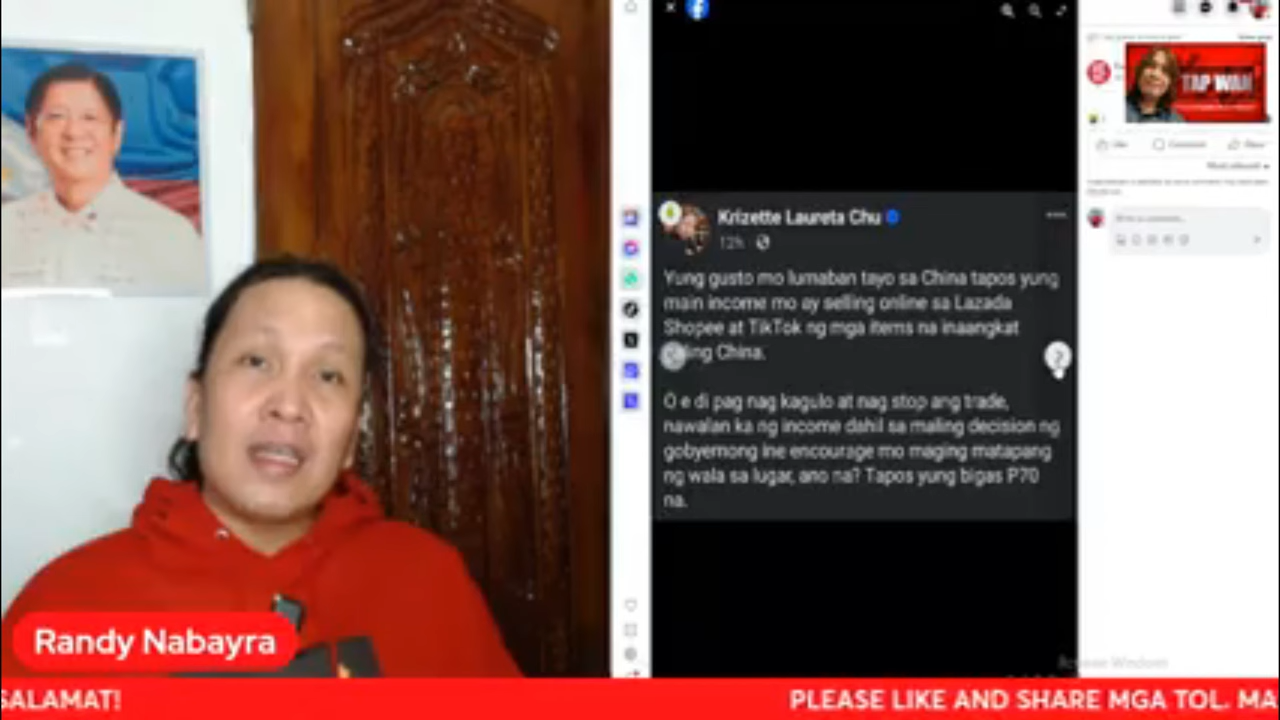 TAP WAH
Krizette Laureta Chu
12h
Yung gusto mo lumaban tayo sa China tapos yung
main income mo ay selling online sa Lazada
Shopee at TikTok ng mga items na inaangkat
China.
O e di pag nag kagulo at nag stop ang trade,
nawalan ka ng income dahil sa maling decision ng
gobyernong ine encourage mo maging matapang
ng wala sa lugar, ano na? Tapos yung bigas P70
na.
Randy Nabayra
SALAMAT! PLEASE LIKE AND SHARE MGA TOL. MA